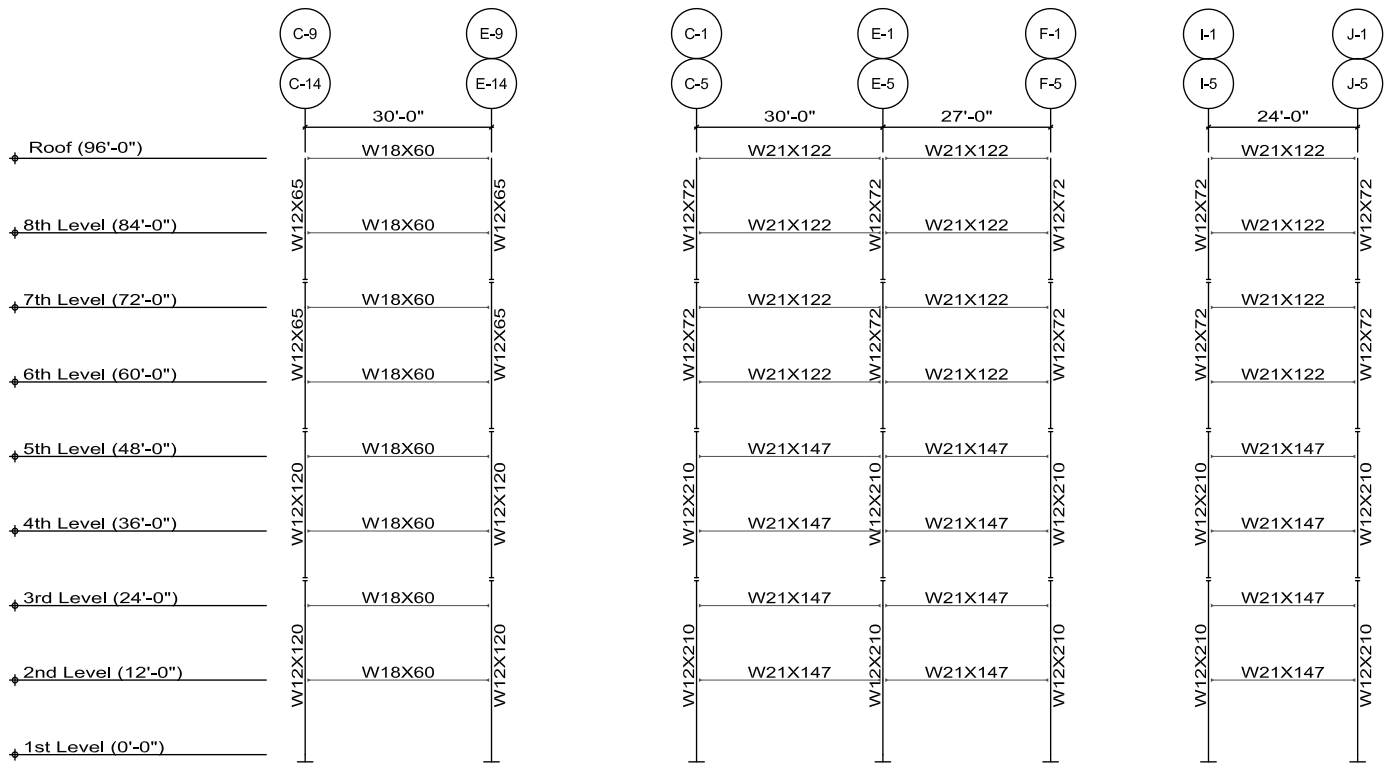 C-9 E-9 C-1 E-1 F-1 I-1 J-1
C-14 E-14 C-5 E-5 F-5 I-5 J-5
30'-0" 30'-0" 27'-0" 24'-0"
Roof (96'-0") W18X60 W21X122 W21X122 W21X122
W12X65 W12X65 W12X72 W12X72 W12X72 W12X72 W12X72
8th Level (84'-0") W18X60 W21X122 W21X122 W21X122
7th Level (72'-0") W18X60 W21X122 W21X122 W21X122
W12X65 W12X65 W12X72 W12X72 W12X72 W12X72 W12X72
6th Level (60'-0") W18X60 W21X122 W21X122 W21X122
5th Level (48'-0") W18X60 W21X147 W21X147 W21X147
W12X120 W12X120 W12X210 W12X210 W12X210 W12X210 W12X210
4th Level (36'-0") W18X60 W21X147 W21X147 W21X147
3rd Level (24'-0") W18X60 W21X147 W21X147 W21X147
W12X120 W12X120 W12X210 W12X210 W12X210 W12X210 W12X210
2nd Level (12'-0") W18X60 W21X147 W21X147 W21X147
1st Level (0'-0")